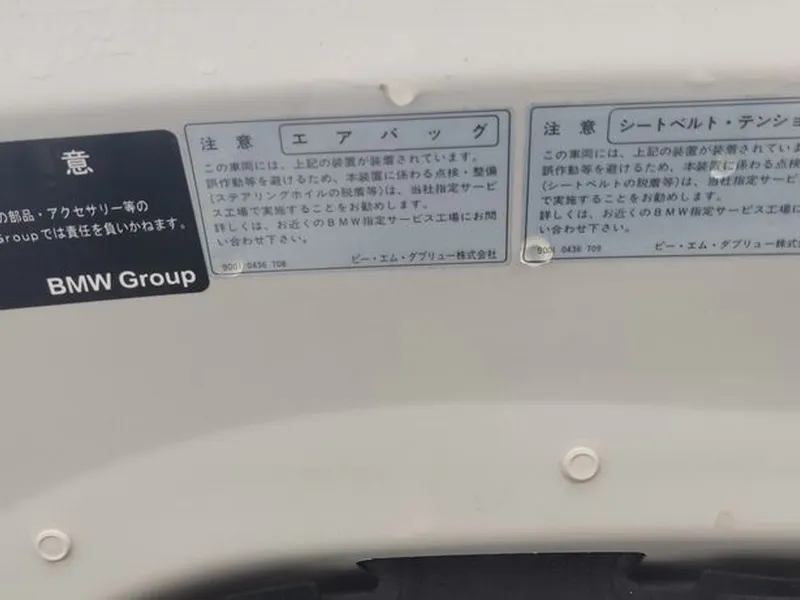 意
の部品・アクセサリー等の
Groupでは責任を負いかねます。
BMW Group
注意 エアバッグ
この車両には、上記の装置が装着されています。
誤作動等を避けるため、本装置に係わる点検・整備
(ステアリングホイルの脱着等)は、当社指定サービ
ス工場で実施することをお勧めします。
詳しくは、お近くのBMW指定サービス工場にお問
い合わせ下さい。
9001 0436 708 ビー・エム・ダブリュー株式会社
注意 シートベルト・テンショ
この車両には、上記の装置が装着されて
誤作動等を避けるため、本装置に係わる点検
(シートベルトの脱着等)は、当社指定サービ
で実施することをお勧めします。
詳しくは、お近くのBMW指定サービス工場に
い合わせ下さい。
9001 0436 709 ビー・エム・ダブリュー株式会